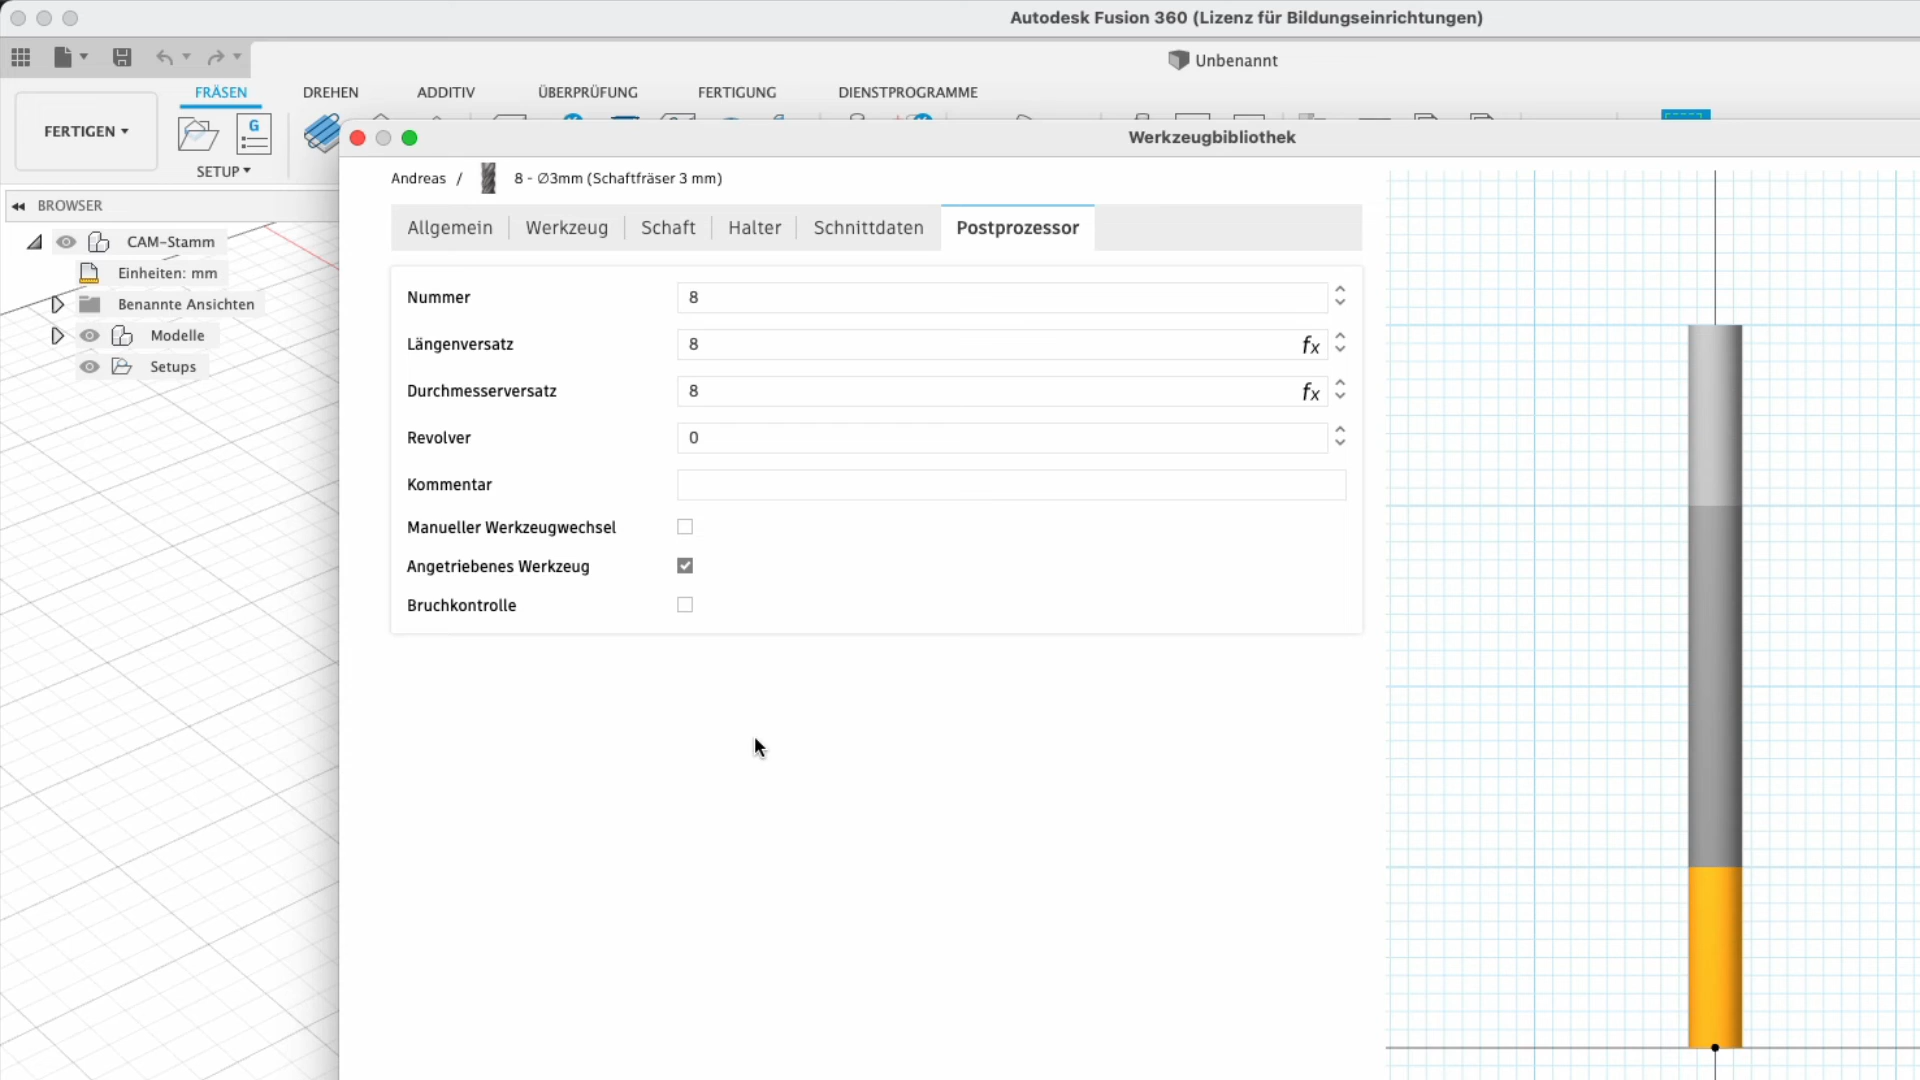 Autodesk Fusion 360 (Lizenz für Bildungseinrichtungen)
Unbenannt
FRÄSEN DREHEN ADDITIV ÜBERPRÜFUNG FERTIGUNG DIENSTPROGRAMME
FERTIGEN
G
SETUP
Werkzeugbibliothek
BROWSER
CAM-Stamm
Einheiten: mm
Benannte Ansichten
Modelle
Setups
Andreas / 8 - Ø3mm (Schaftfräser 3 mm)
Allgemein Werkzeug Schaft Halter Schnittdaten Postprozessor
Nummer 8
Längenversatz 8 fx
Durchmesserversatz 8 fx
Revolver 0
Kommentar
Manueller Werkzeugwechsel
Angetriebenes Werkzeug
Bruchkontrolle